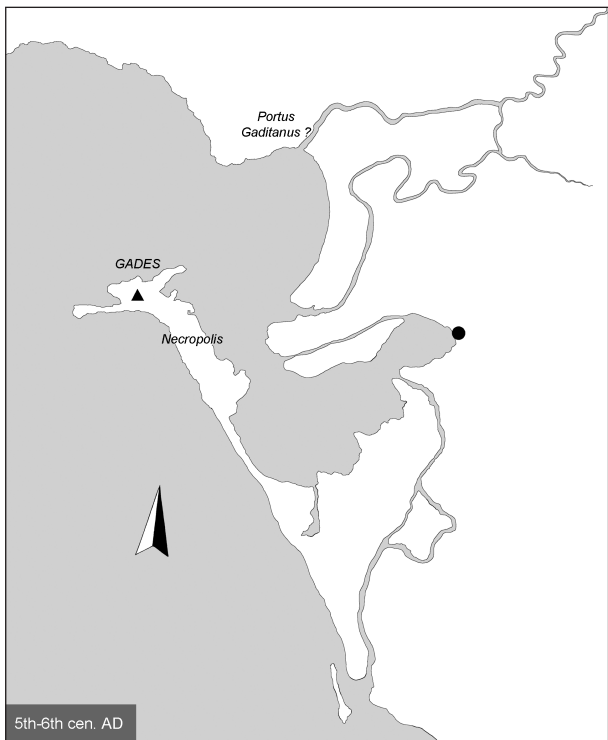 Portus
Gaditanus ?
GADES
Necropolis
5th-6th cen. AD